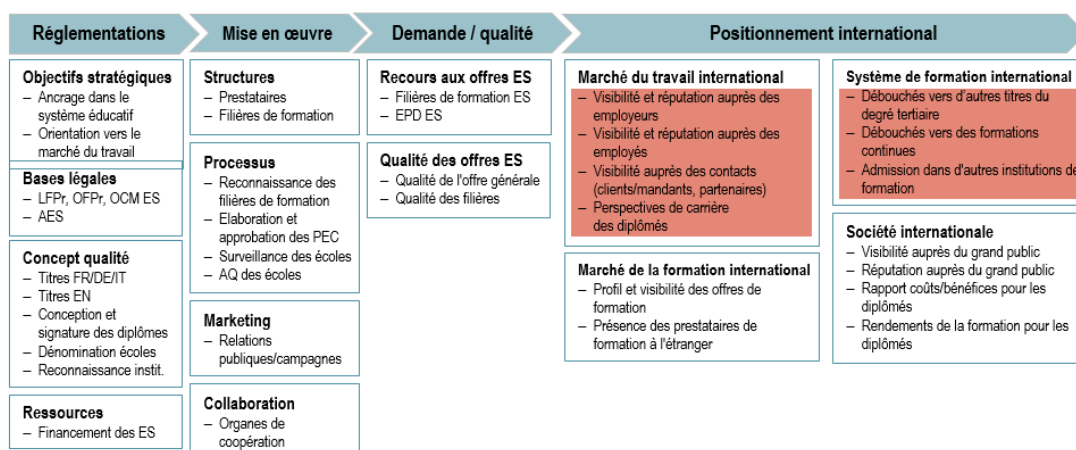 Réglementations
Mise en œuvre
Demande / qualité
Positionnement international
Objectifs stratégiques
– Ancrage dans le
système éducatif
– Orientation vers le
marché du travail
Bases légales
– LFPr, OFPr, OCM ES
– AES
Concept qualité
– Titres FR/DE/IT
– Titres EN
– Conception et
signature des diplômes
– Dénomination écoles
– Reconnaissance instit.
Ressources
– Financement des ES
Structures
– Prestataires
– Filières de formation
Processus
– Reconnaissance des
filières de formation
– Elaboration et
approbation des PEC
– Surveillance des écoles
– AQ des écoles
Marketing
– Relations
publiques/campagnes
Collaboration
– Organes de
coopération
Recours aux offres ES
– Filières de formation ES
– EPD ES
Qualité des offres ES
– Qualité de l'offre générale
– Qualité des filières
Marché du travail international
– Visibilité et réputation auprès des
employeurs
– Visibilité et réputation auprès des
employés
– Visibilité auprès des contacts
(clients/mandants, partenaires)
– Perspectives de carrière
des diplômés
Marché de la formation international
– Profil et visibilité des offres de
formation
– Présence des prestataires de
formation à l'étranger
Système de formation international
– Débouchés vers d'autres titres du
degré tertiaire
– Débouchés vers des formations
continues
– Admission dans d'autres institutions de
formation
Société internationale
– Visibilité auprès du grand public
– Réputation auprès du grand public
– Rapport coûts/bénéfices pour les
diplômés
– Rendements de la formation pour les
diplômés